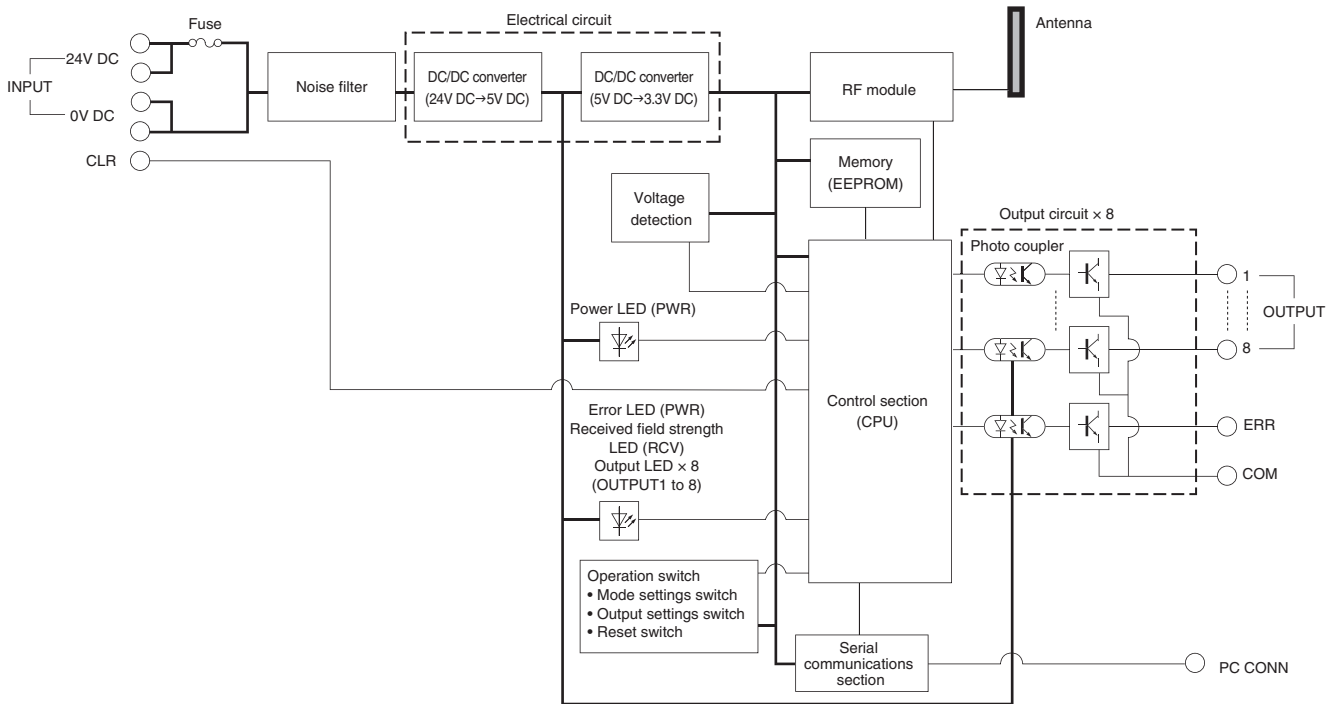 Electrical circuit
Fuse
Antenna
24V DC
INPUT
0V DC
CLR
Noise filter
DC/DC converter
(24V DC→5V DC)
DC/DC converter
(5V DC→3.3V DC)
RF module
Memory
(EEPROM)
Voltage
detection
Output circuit × 8
Photo coupler
1
OUTPUT
8
Power LED (PWR)
Control section
(CPU)
Error LED (PWR)
Received field strength
LED (RCV)
Output LED × 8
(OUTPUT1 to 8)
ERR
COM
Operation switch
• Mode settings switch
• Output settings switch
• Reset switch
Serial
communications
section
PC CONN